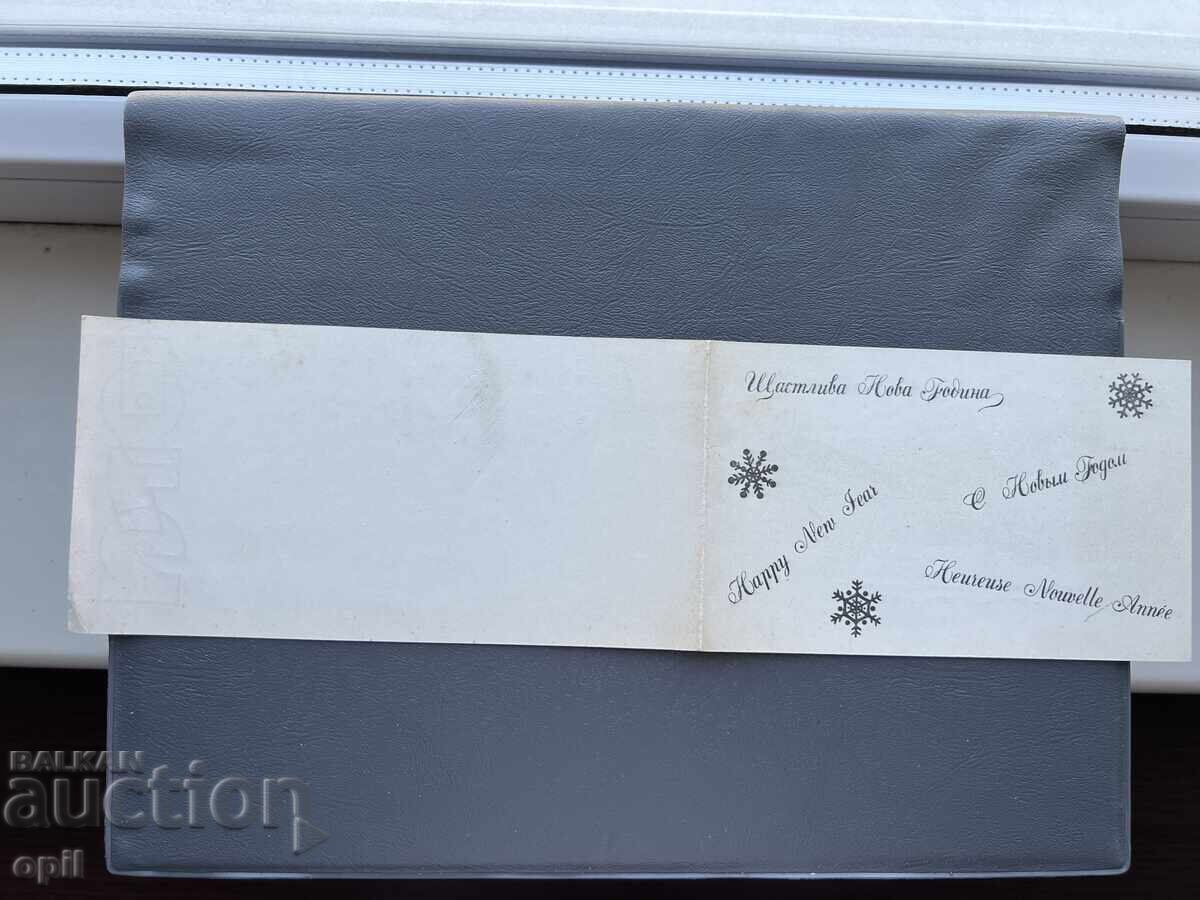 Щастлива Нова Година
С Новым Годом
Happy New Year
Heureuse Nouvelle Année
BALKAN
auction
opil